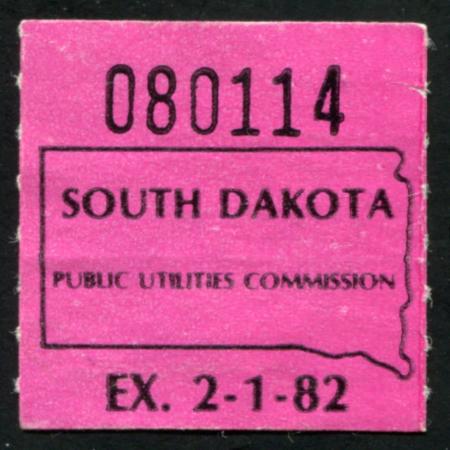 080114
SOUTH DAKOTA
PUBLIC UTILITIES COMMISSION
EX. 2-1-82